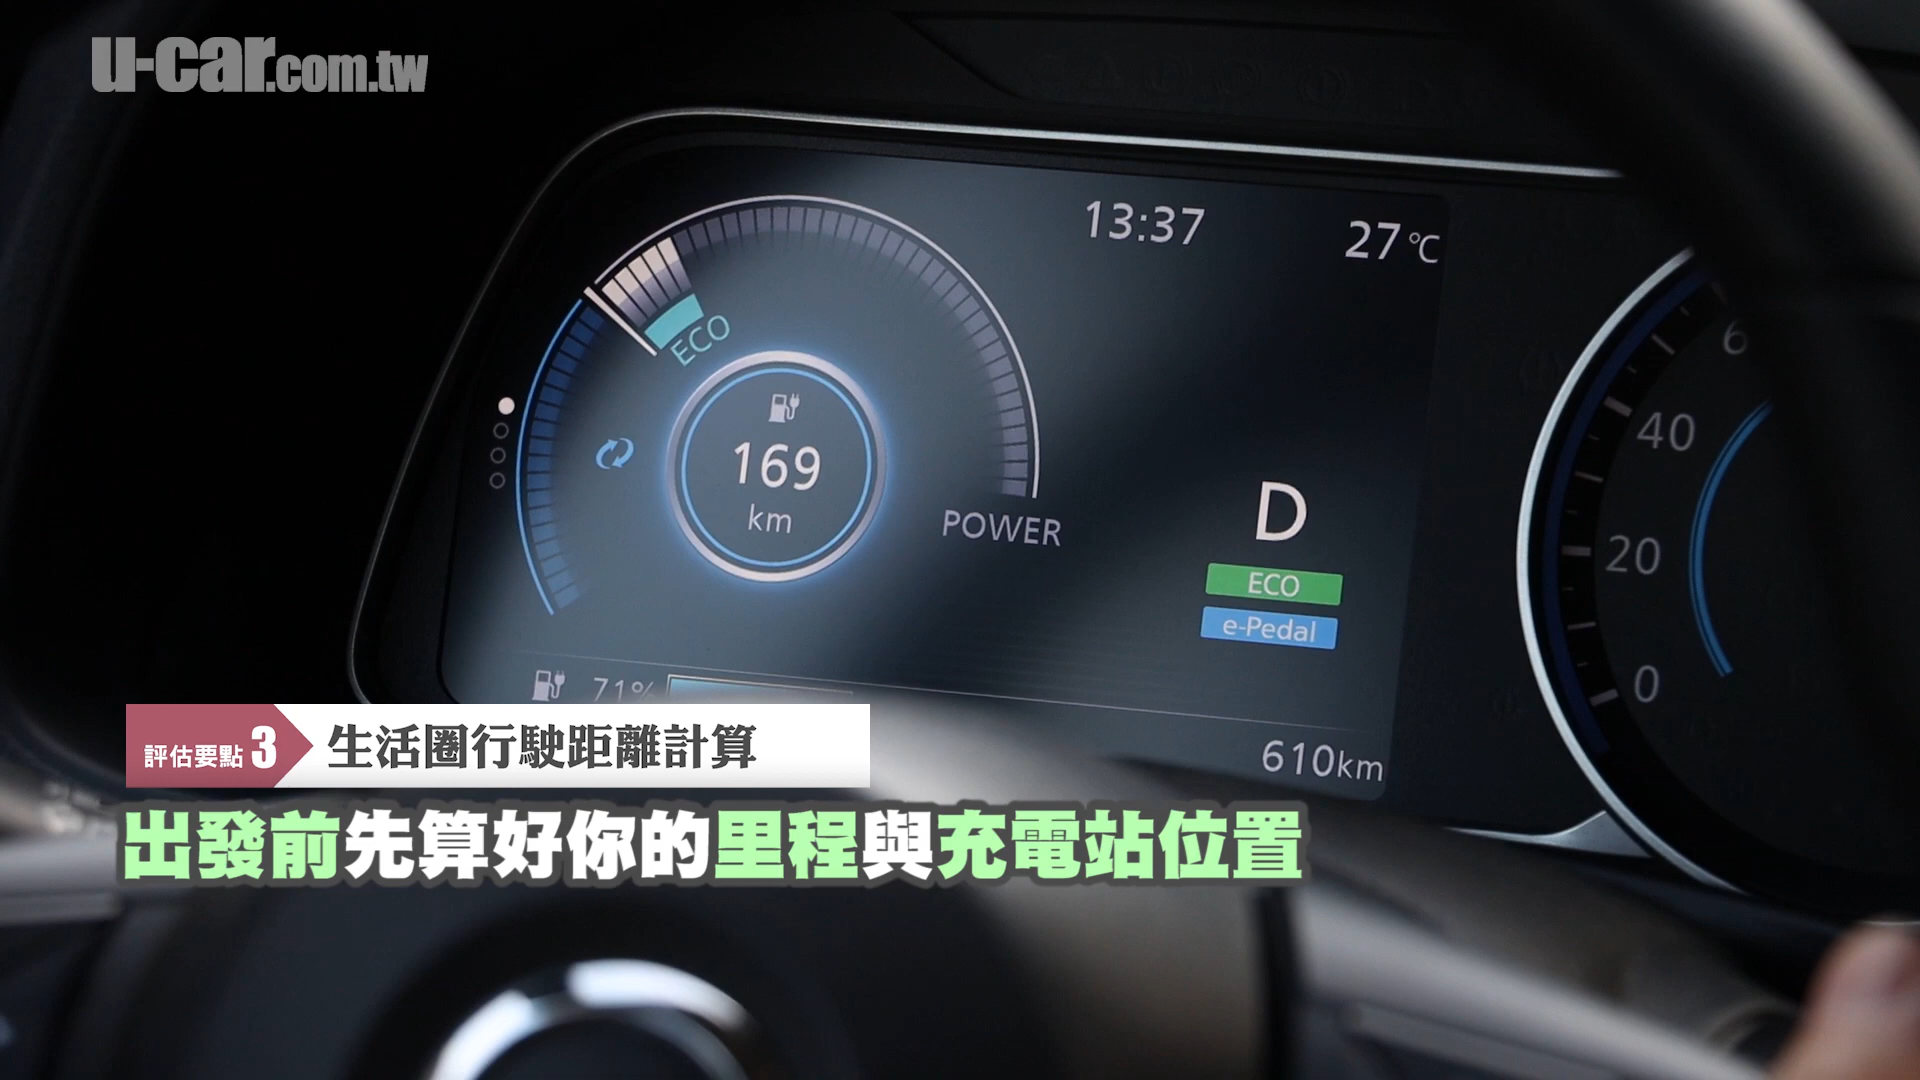 u-car.com.tw
13:37
27°C
ECO
169
km
POWER
D
ECO
e-Pedal
60
40
20
0
71%
610km
評估要點3
生活圈行駛距離計算
出發前先算好你的里程與充電站位置